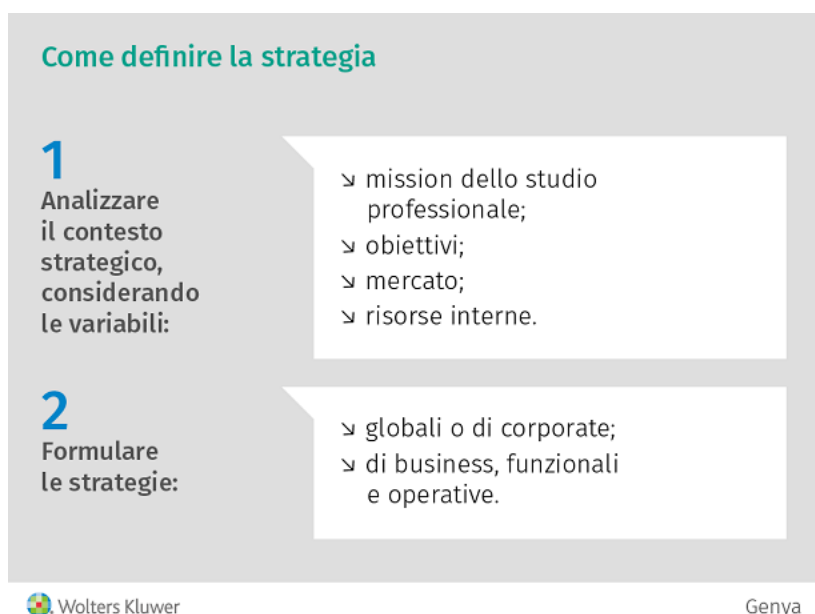 Come definire la strategia
1
Analizzare
il contesto
strategico,
considerando
le variabili:
↘ mission dello studio
professionale;
↘ obiettivi;
↘ mercato;
↘ risorse interne.
2
Formulare
le strategie:
↘ globali o di corporate;
↘ di business, funzionali
e operative.
Wolters Kluwer
Genya